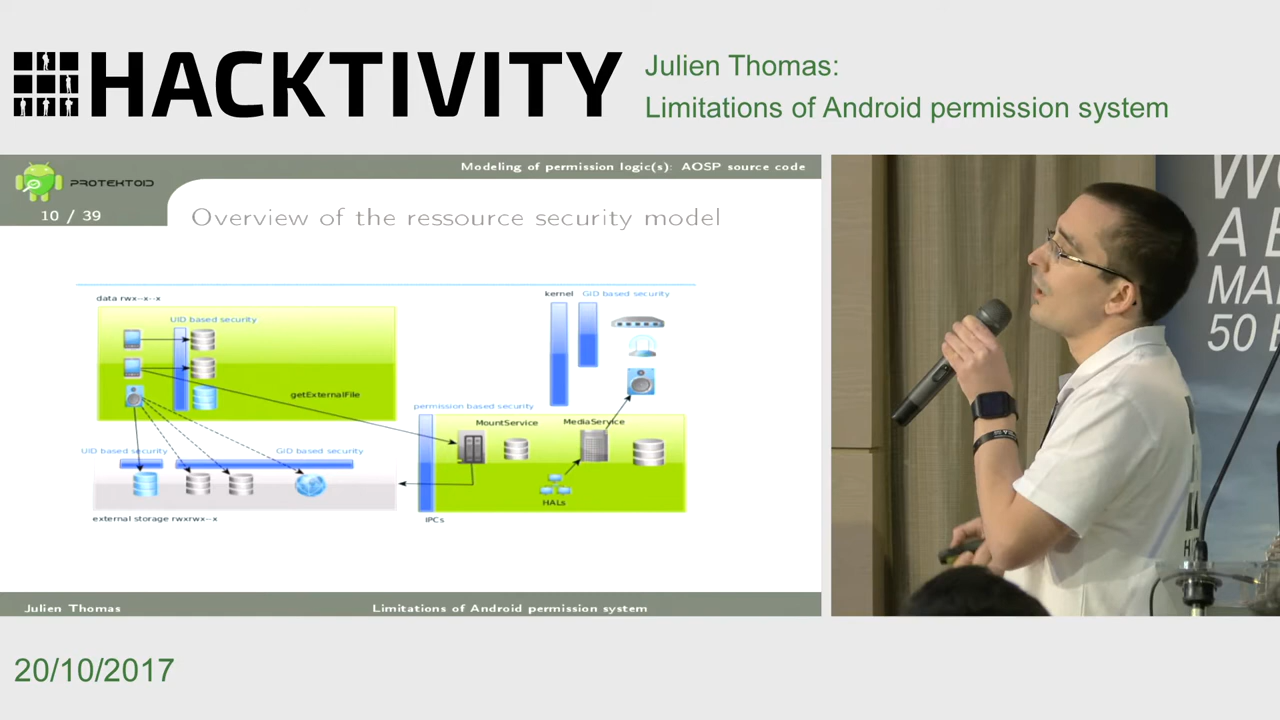 HACKTIVITY
Julien Thomas:
Limitations of Android permission system
PROTEKTOID
10 / 39
Modeling of permission logic(s): AOSP source code
Overview of the ressource security model
data rwx--x--x
UID based security
getExternalFile
UID based security
GID based security
external storage rwxrwx--x
kernel
GID based security
permission based security
MountService
MediaService
HALs
IPCs
Julien Thomas
Limitations of Android permission system
A
MA
50
20/10/2017